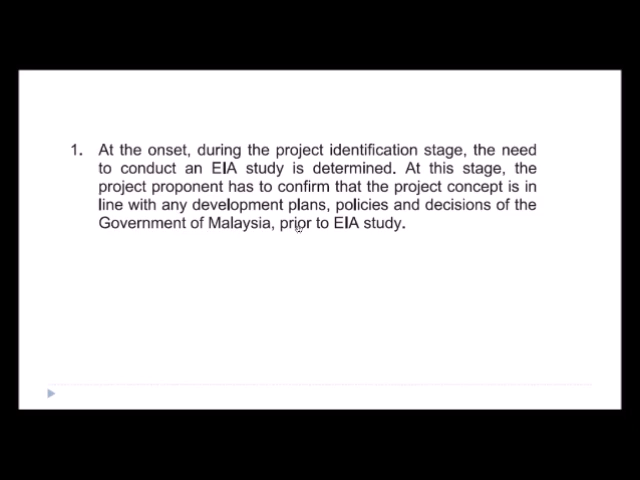 1. At the onset, during the project identification stage, the need
to conduct an EIA study is determined. At this stage, the
project proponent has to confirm that the project concept is in
line with any development plans, policies and decisions of the
Government of Malaysia, prior to EIA study.